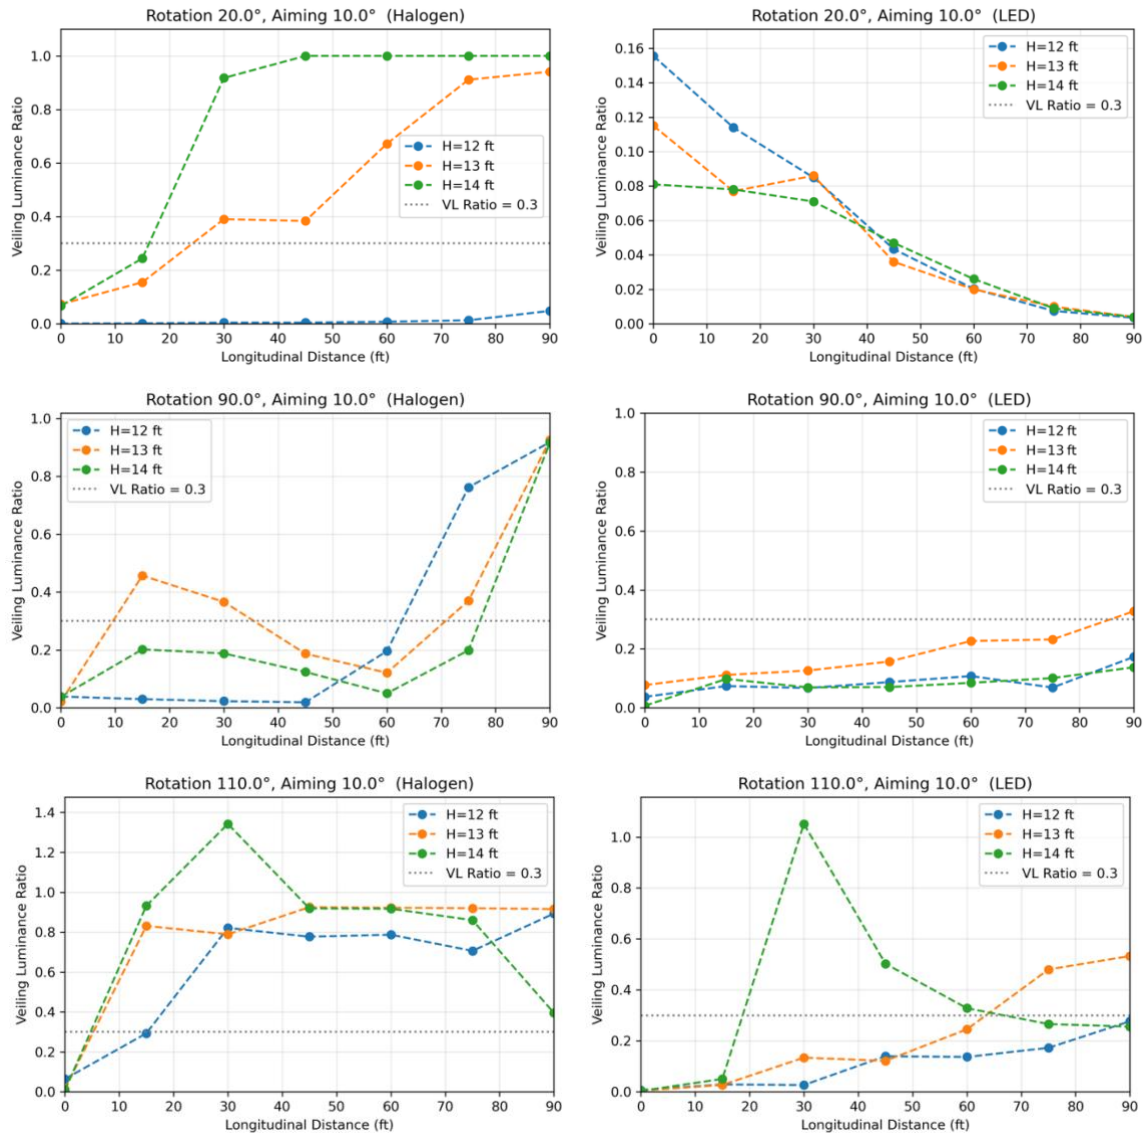 Rotation 20.0°, Aiming 10.0° (Halogen)
Veiling Luminance Ratio
1.0
0.8
0.6
0.4
0.2
0.0
H=12 ft
H=13 ft
H=14 ft
VL Ratio = 0.3
0 10 20 30 40 50 60 70 80 90
Longitudinal Distance (ft)
Rotation 20.0°, Aiming 10.0° (LED)
Veiling Luminance Ratio
0.16
0.14
0.12
0.10
0.08
0.06
0.04
0.02
0.00
H=12 ft
H=13 ft
H=14 ft
VL Ratio = 0.3
0 10 20 30 40 50 60 70 80 90
Longitudinal Distance (ft)
Rotation 90.0°, Aiming 10.0° (Halogen)
Veiling Luminance Ratio
1.0
0.8
0.6
0.4
0.2
0.0
H=12 ft
H=13 ft
H=14 ft
VL Ratio = 0.3
0 10 20 30 40 50 60 70 80 90
Longitudinal Distance (ft)
Rotation 90.0°, Aiming 10.0° (LED)
Veiling Luminance Ratio
1.0
0.8
0.6
0.4
0.2
0.0
H=12 ft
H=13 ft
H=14 ft
VL Ratio = 0.3
0 10 20 30 40 50 60 70 80 90
Longitudinal Distance (ft)
Rotation 110.0°, Aiming 10.0° (Halogen)
Veiling Luminance Ratio
1.4
1.2
1.0
0.8
0.6
0.4
0.2
0.0
H=12 ft
H=13 ft
H=14 ft
VL Ratio = 0.3
0 10 20 30 40 50 60 70 80 90
Longitudinal Distance (ft)
Rotation 110.0°, Aiming 10.0° (LED)
Veiling Luminance Ratio
1.0
0.8
0.6
0.4
0.2
0.0
H=12 ft
H=13 ft
H=14 ft
VL Ratio = 0.3
0 10 20 30 40 50 60 70 80 90
Longitudinal Distance (ft)